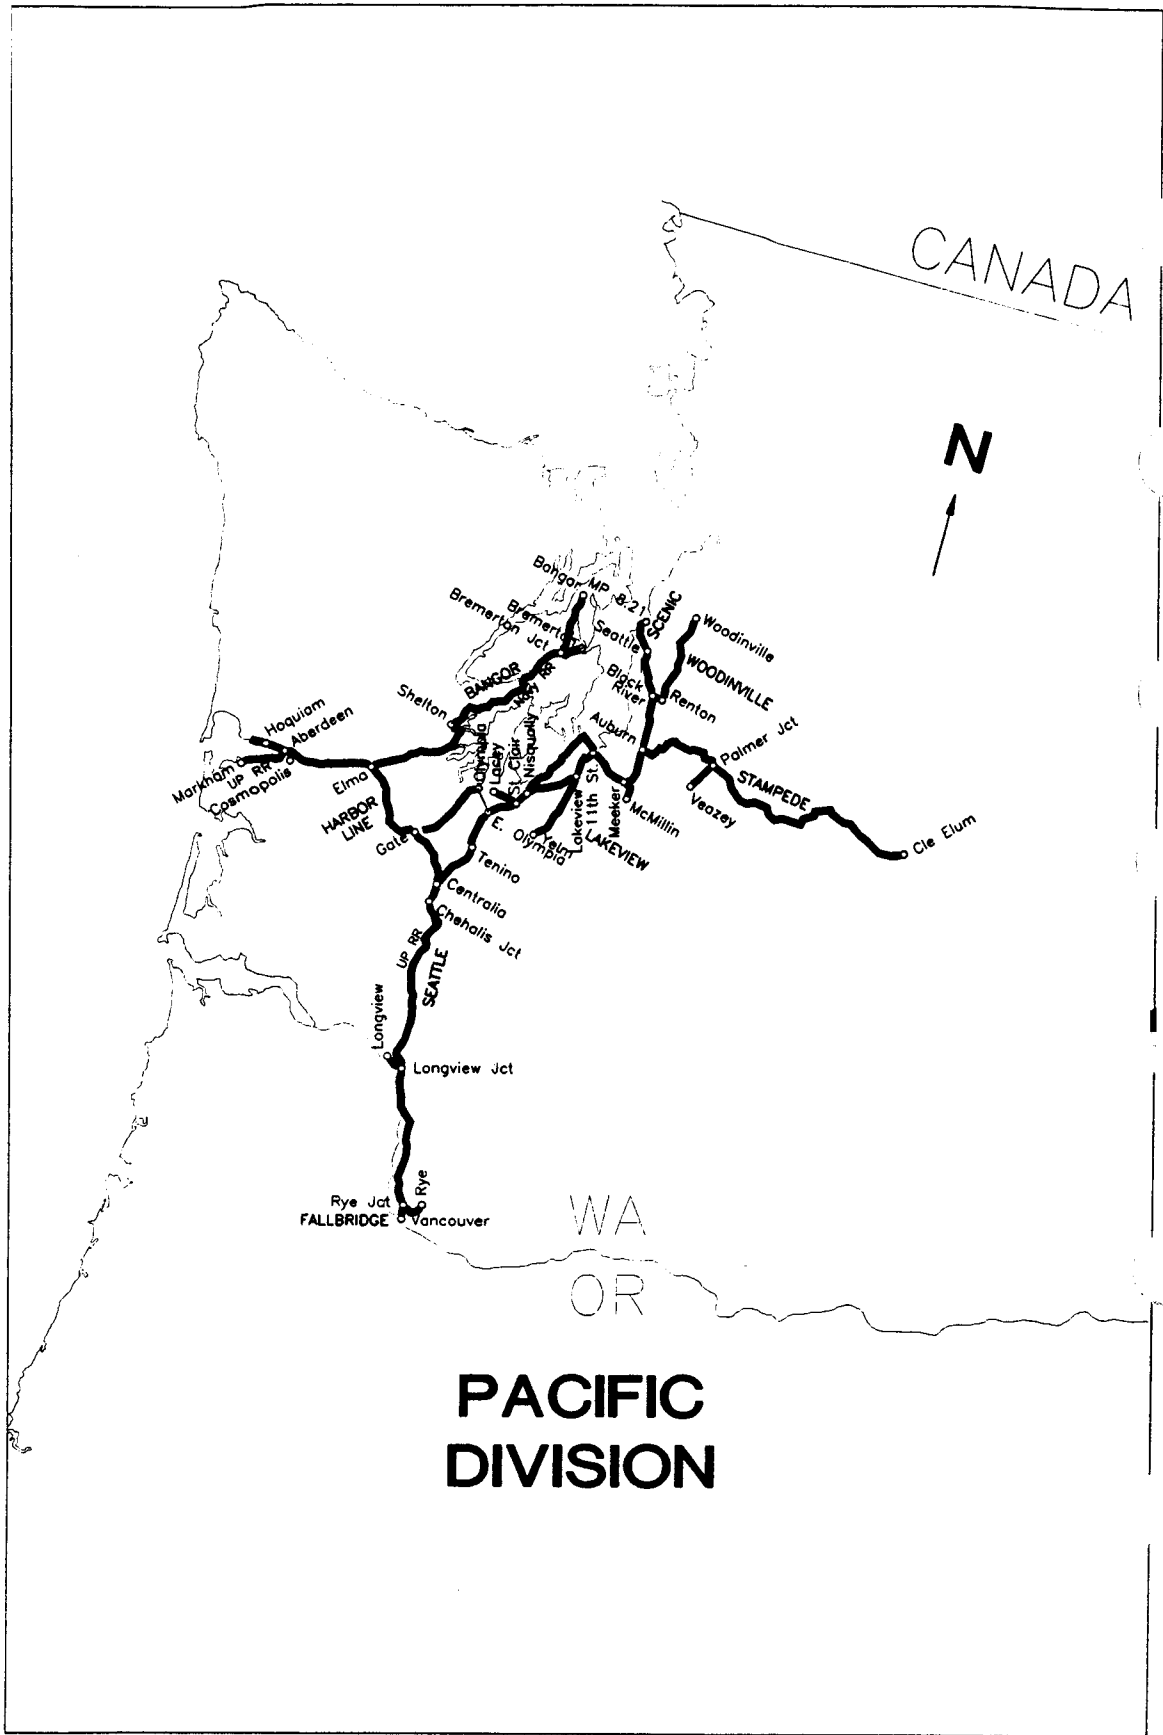 CANADA
N
Bangor
MP 8.21
SCENIC
Bremerton
Bremerton Jct
Seattle
Woodinville
WOODINVILLE
BANGOR
Navy RR
Black
River
Renton
Shelton
Hoquiam
Aberdeen
Olympia
Lacey
St. Clair
Nisqually
Auburn
Palmer Jct
Markham
UP RR
Cosmopolis
Elma
HARBOR
LINE
Gate
E.
Olympia
Yelm
Lakeview
11th St.
LAKEVIEW
Meeker
McMillin
Veazey
STAMPEDE
Cle Elum
Tenino
Centralia
Chehalis Jct
UP RR
SEATTLE
Longview
Longview Jct
Rye
Rye Jct
FALLBRIDGE
Vancouver
WA
OR
PACIFIC
DIVISION